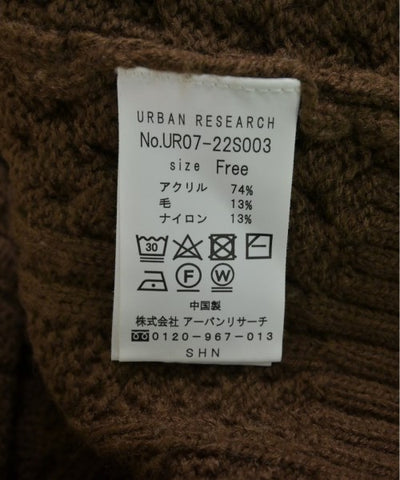 URBAN RESEARCH
No.UR07-22S003
size Free
アクリル 74%
毛 13%
ナイロン 13%
30
F W
中国製
株式会社 アーバンリサーチ
0120-967-013
SHN